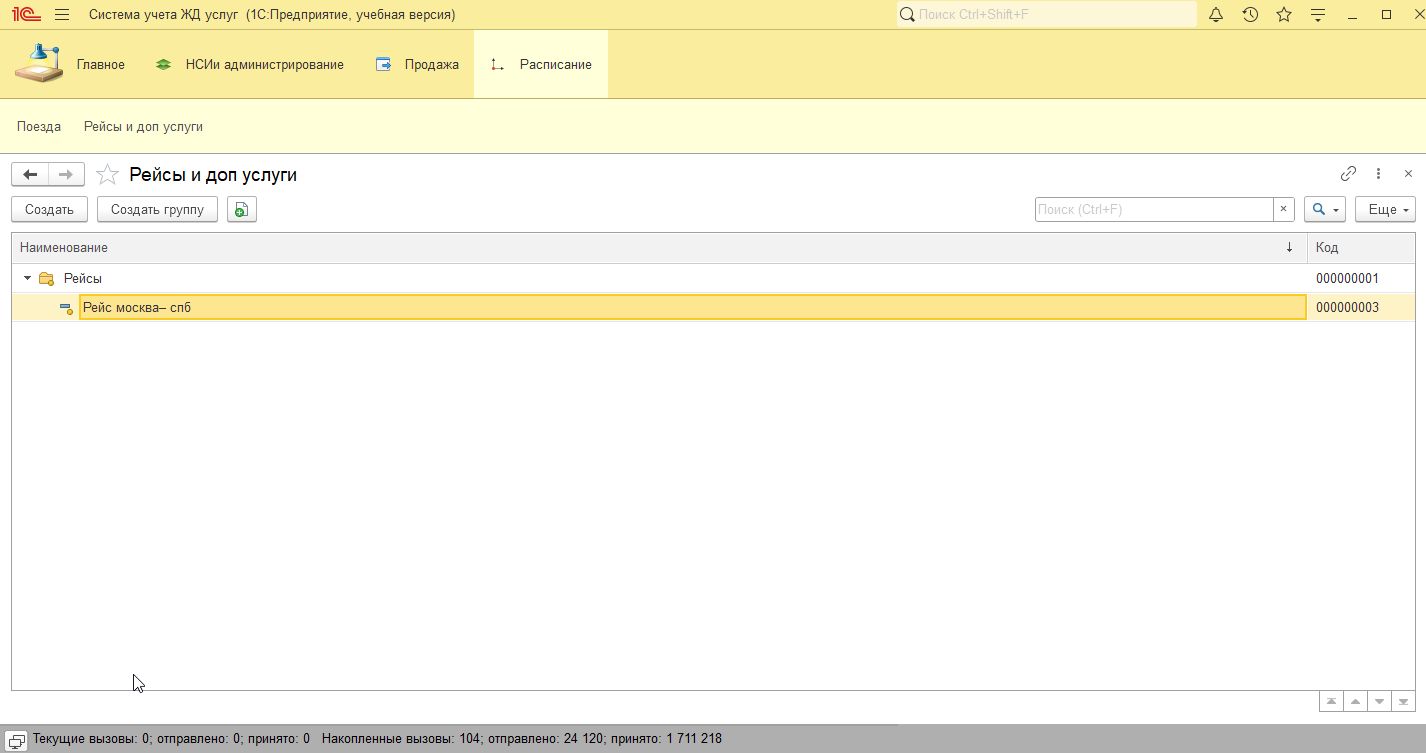 1С Система учета ЖД услуг (1С:Предприятие, учебная версия) Поиск Ctrl+Shift+F
Главное НСИи администрирование Продажа Расписание
Поезда Рейсы и доп услуги
Рейсы и доп услуги
Создать Создать группу Поиск (Ctrl+F) × Еще
Наименование ↓ Код
Рейсы 000000001
Рейс москва– спб 000000003
Текущие вызовы: 0; отправлено: 0; принято: 0 Накопленные вызовы: 104; отправлено: 24 120; принято: 1 711 218